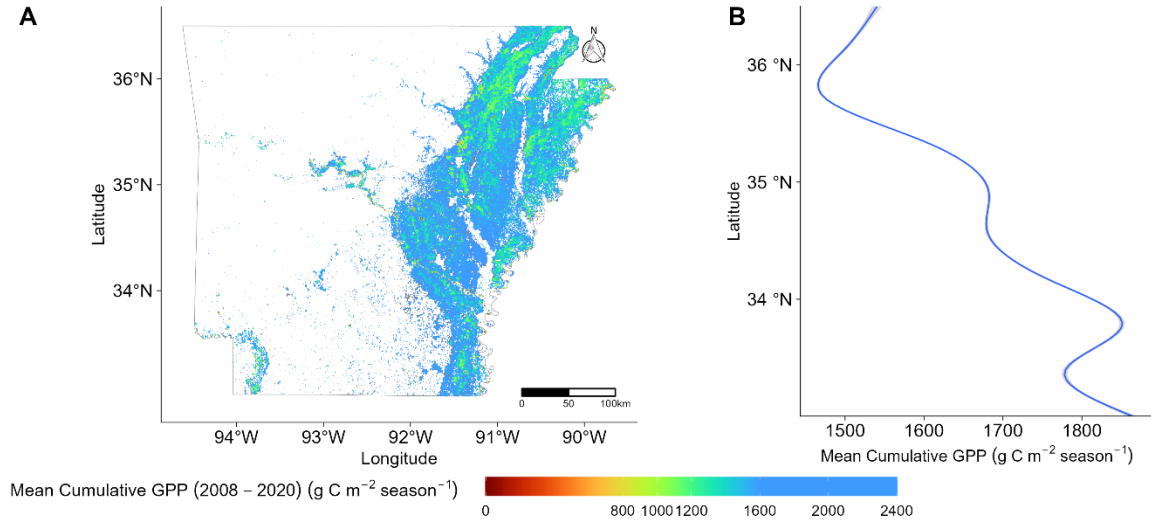 A
B
N
36°N
35°N
34°N
Latitude
94°W 93°W 92°W 91°W 90°W
Longitude
0 50 100km
36 °N
35 °N
34 °N
Latitude
1500 1600 1700 1800
Mean Cumulative GPP (g C m⁻² season⁻¹)
Mean Cumulative GPP (2008 – 2020) (g C m⁻² season⁻¹)
0 800 1000 1200 1600 2000 2400